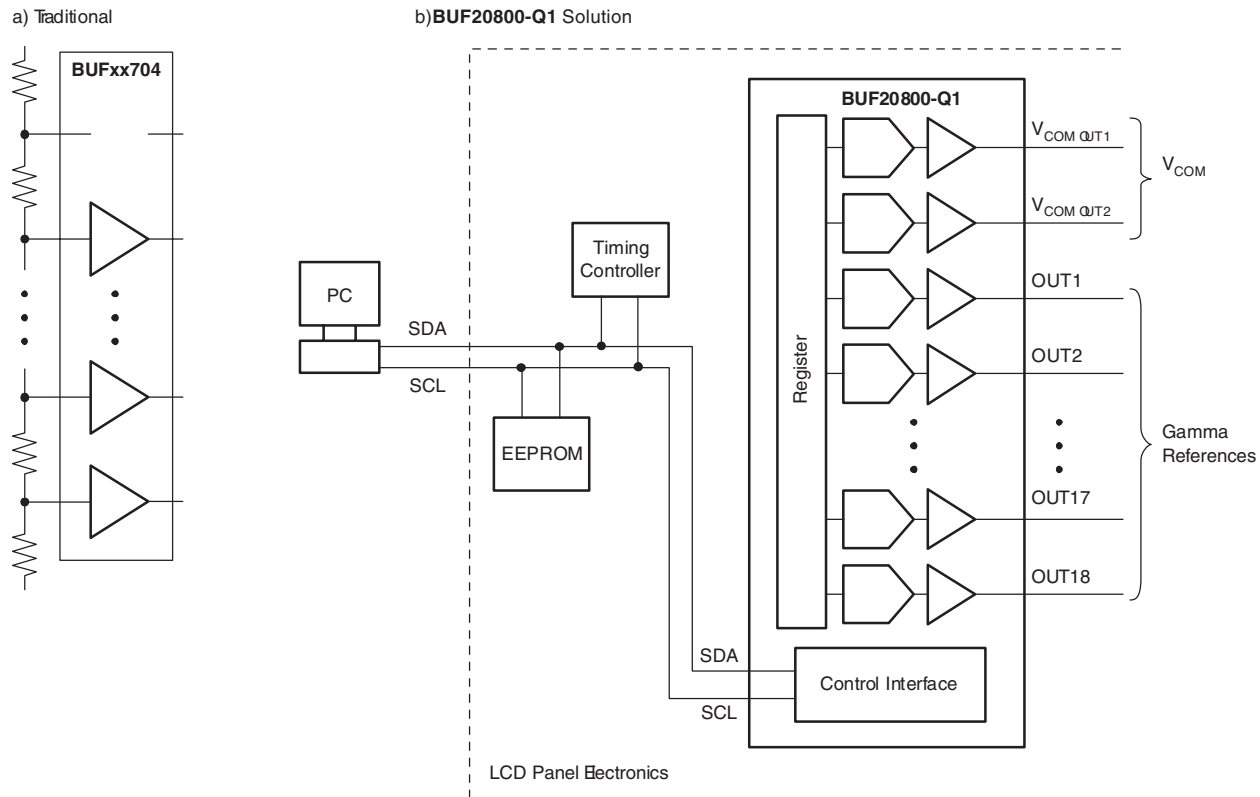 a) Traditional
BUFxx704
b)BUF20800-Q1 Solution
BUF20800-Q1
VCOM OUT1
VCOM
VCOM OUT2
Timing
Controller
PC
OUT1
SDA
OUT2
SCL
Register
EEPROM
Gamma
References
OUT17
OUT18
SDA
Control Interface
SCL
LCD Panel Electronics